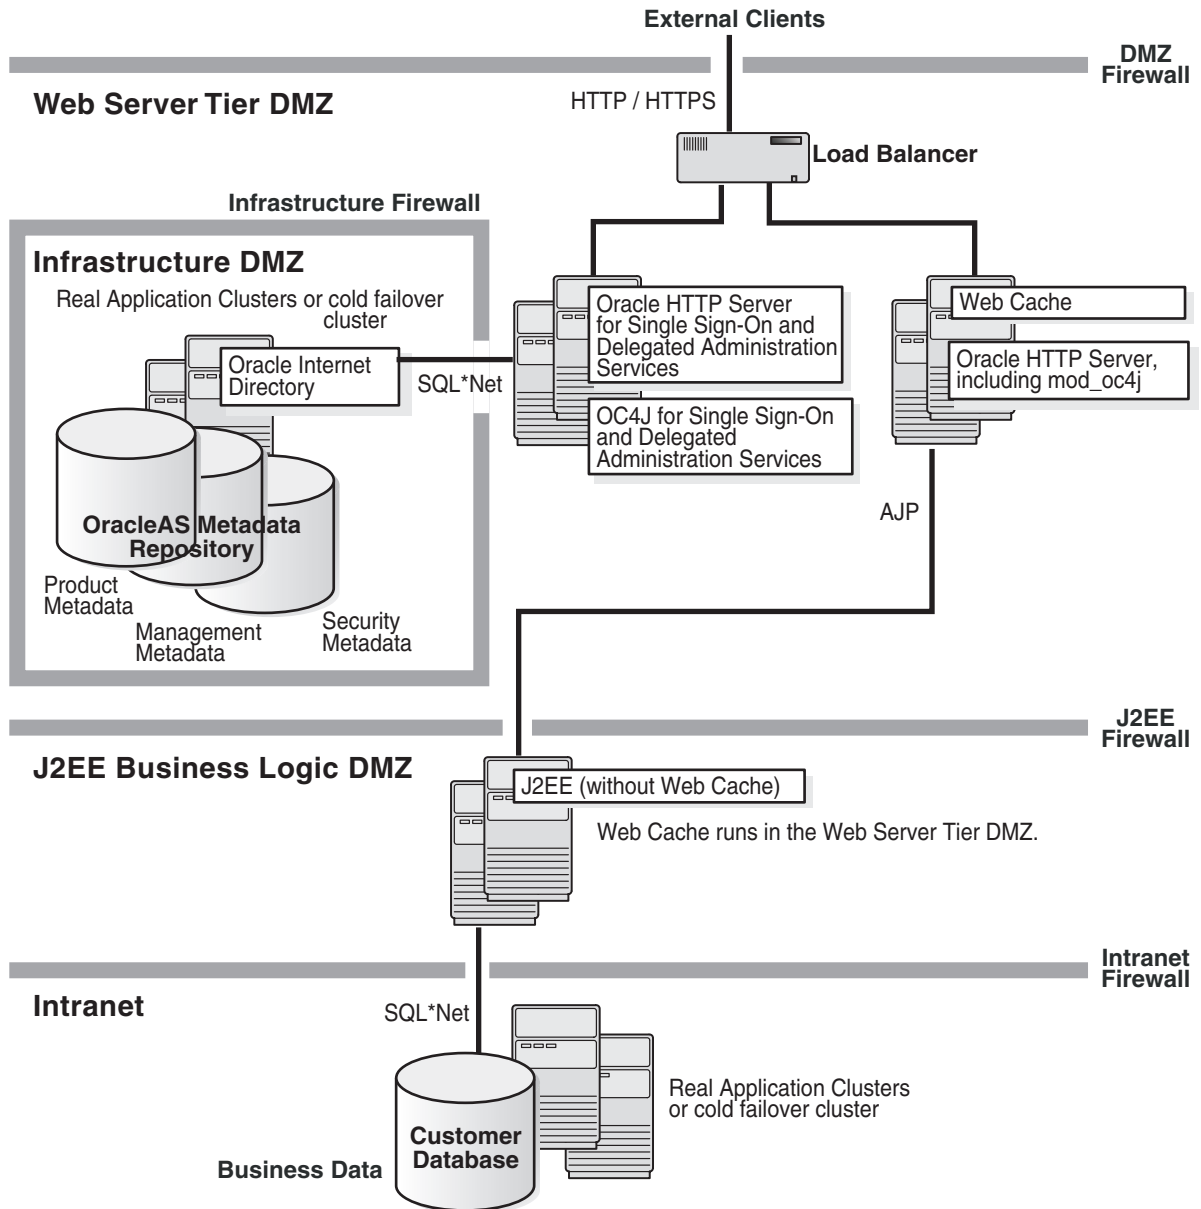 External Clients
DMZ
Firewall
Web Server Tier DMZ
HTTP / HTTPS
Load Balancer
Infrastructure Firewall
Infrastructure DMZ
Real Application Clusters or cold failover
cluster
Oracle Internet
Directory
SQL*Net
Oracle HTTP Server
for Single Sign-On and
Delegated Administration
Services
OC4J for Single Sign-On
and Delegated
Administration Services
Web Cache
Oracle HTTP Server,
including mod_oc4j
AJP
OracleAS Metadata
Repository
Product
Metadata
Management
Metadata
Security
Metadata
J2EE
Firewall
J2EE Business Logic DMZ
J2EE (without Web Cache)
Web Cache runs in the Web Server Tier DMZ.
Intranet
Firewall
Intranet
SQL*Net
Real Application Clusters
or cold failover cluster
Customer
Database
Business Data